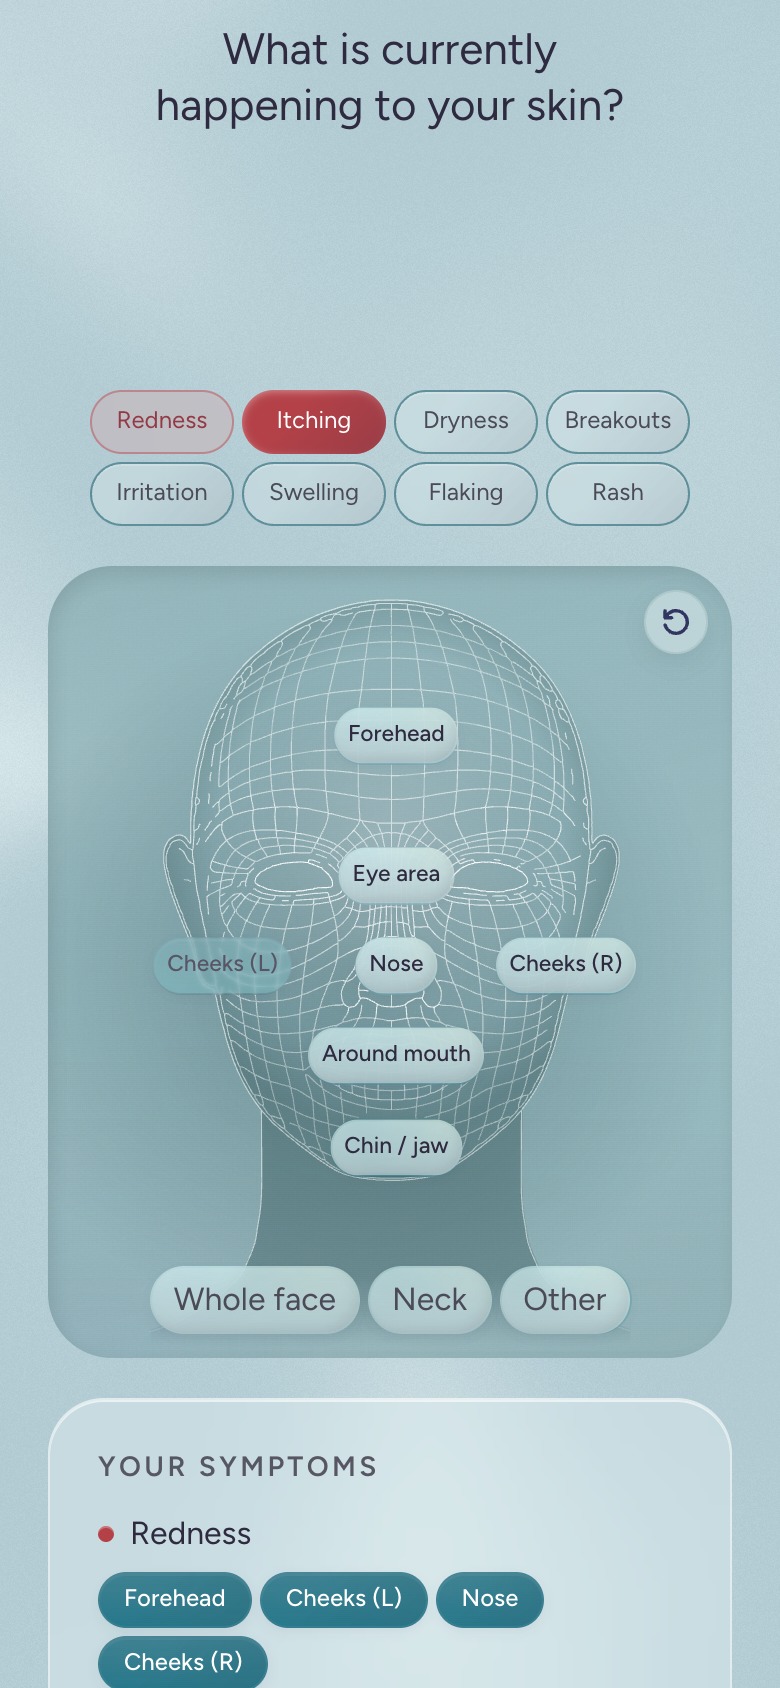 What is currently
happening to your skin?
Redness Itching Dryness Breakouts
Irritation Swelling Flaking Rash
Forehead
Eye area
Cheeks (L) Nose Cheeks (R)
Around mouth
Chin / jaw
Whole face Neck Other
YOUR SYMPTOMS
Redness
Forehead Cheeks (L) Nose
Cheeks (R)